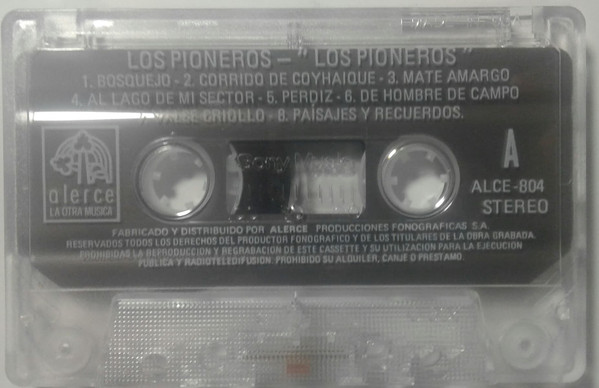 LOS PIONEROS - "LOS PIONEROS"
1. BOSQUEJO - 2. CORRIDO DE COYHAIQUE - 3. MATE AMARGO
4. AL LAGO DE MI SECTOR - 5. PERDIZ - 6. DE HOMBRE DE CAMPO
CRIOLLO - 8. PAÍSAJES Y RECUERDOS.
A
alerce
LA OTRA MUSICA
ALCE-804
STEREO
FABRICADO Y DISTRIBUIDO POR ALERCE PRODUCCIONES FONOGRAFICAS S.A.
RESERVADOS TODOS LOS DERECHOS DEL PRODUCTOR FONOGRAFICO Y DE LOS TITULARES DE LA OBRA GRABADA.
PROHIBIDAS LA REPRODUCCION Y REGRABACION DE ESTE CASSETTE Y SU UTILIZACION PARA LA EJECUCION
PUBLICA Y RADIOTELEDIFUSION. PROHIBIDO SU ALQUILER, CANJE O PRESTAMO.